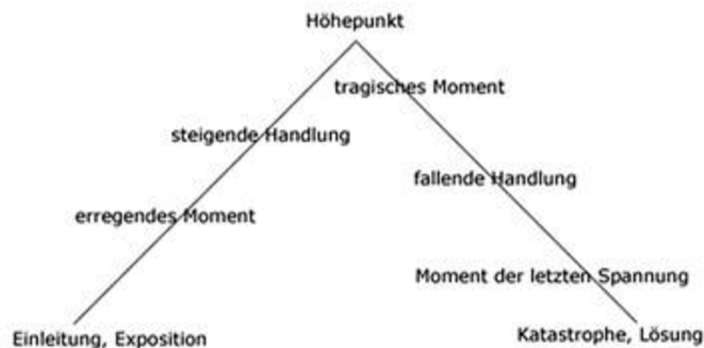 Höhepunkt
tragisches Moment
steigende Handlung
fallende Handlung
erregendes Moment
Moment der letzten Spannung
Einleitung, Exposition
Katastrophe, Lösung